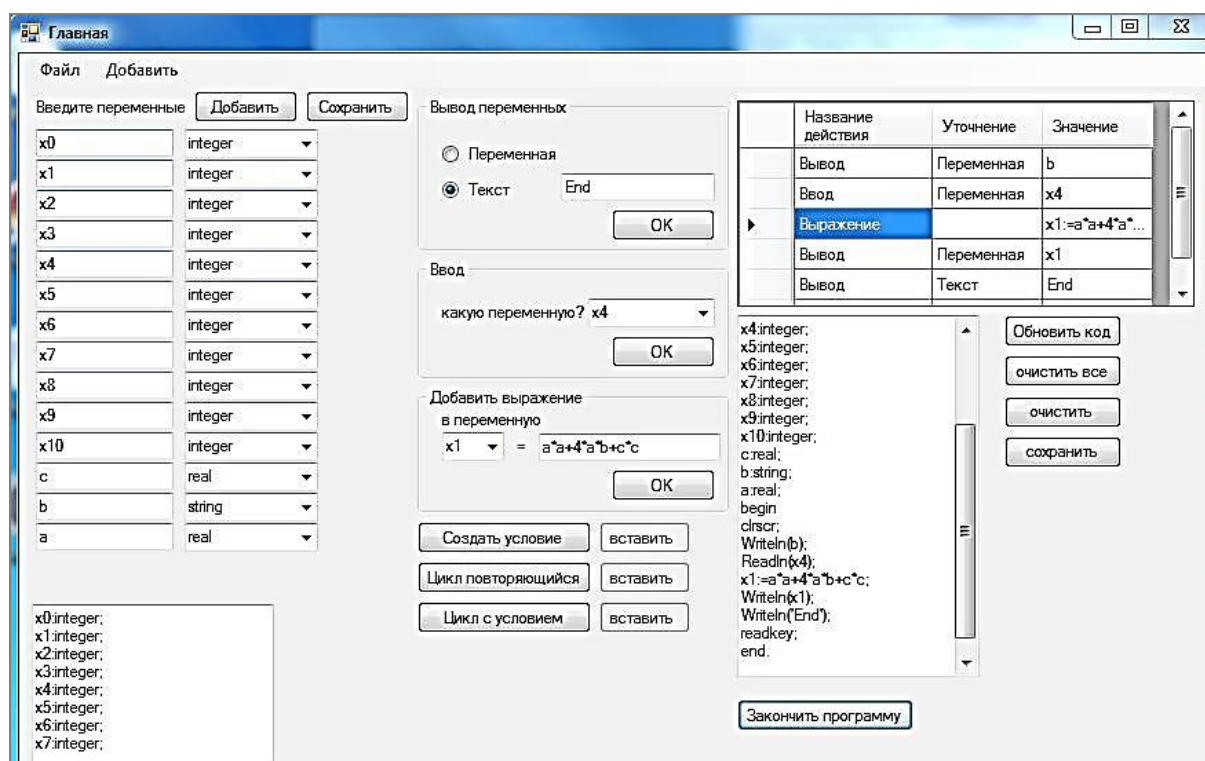 Главная
Файл Добавить
Введите переменные Добавить Сохранить
x0 integer
x1 integer
x2 integer
x3 integer
x4 integer
x5 integer
x6 integer
x7 integer
x8 integer
x9 integer
x10 integer
c real
b string
a real
x0:integer;
x1:integer;
x2:integer;
x3:integer;
x4:integer;
x5:integer;
x6:integer;
x7:integer;
Вывод переменных
Переменная
Текст End
OK
Ввод
какую переменную? x4
OK
Добавить выражение
в переменную
x1 = a*a+4*a*b+c*c
OK
Создать условие вставить
Цикл повторяющийся вставить
Цикл с условием вставить
Название действия Уточнение Значение
Вывод Переменная b
Ввод Переменная x4
Выражение x1:=a*a+4*a*...
Вывод Переменная x1
Вывод Текст End
x4:integer;
x5:integer;
x6:integer;
x7:integer;
x8:integer;
x9:integer;
x10:integer;
c:real;
b:string;
a:real;
begin
clrscr;
Writeln(b);
Readln(x4);
x1:=a*a+4*a*b+c*c;
Writeln(x1);
Writeln('End');
readkey;
end.
Обновить код
очистить все
очистить
сохранить
Закончить программу